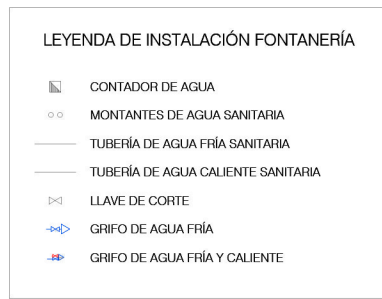 LEYENDA DE INSTALACIÓN FONTANERÍA
CONTADOR DE AGUA
MONTANTES DE AGUA SANITARIA
TUBERÍA DE AGUA FRÍA SANITARIA
TUBERÍA DE AGUA CALIENTE SANITARIA
LLAVE DE CORTE
GRIFO DE AGUA FRÍA
GRIFO DE AGUA FRÍA Y CALIENTE